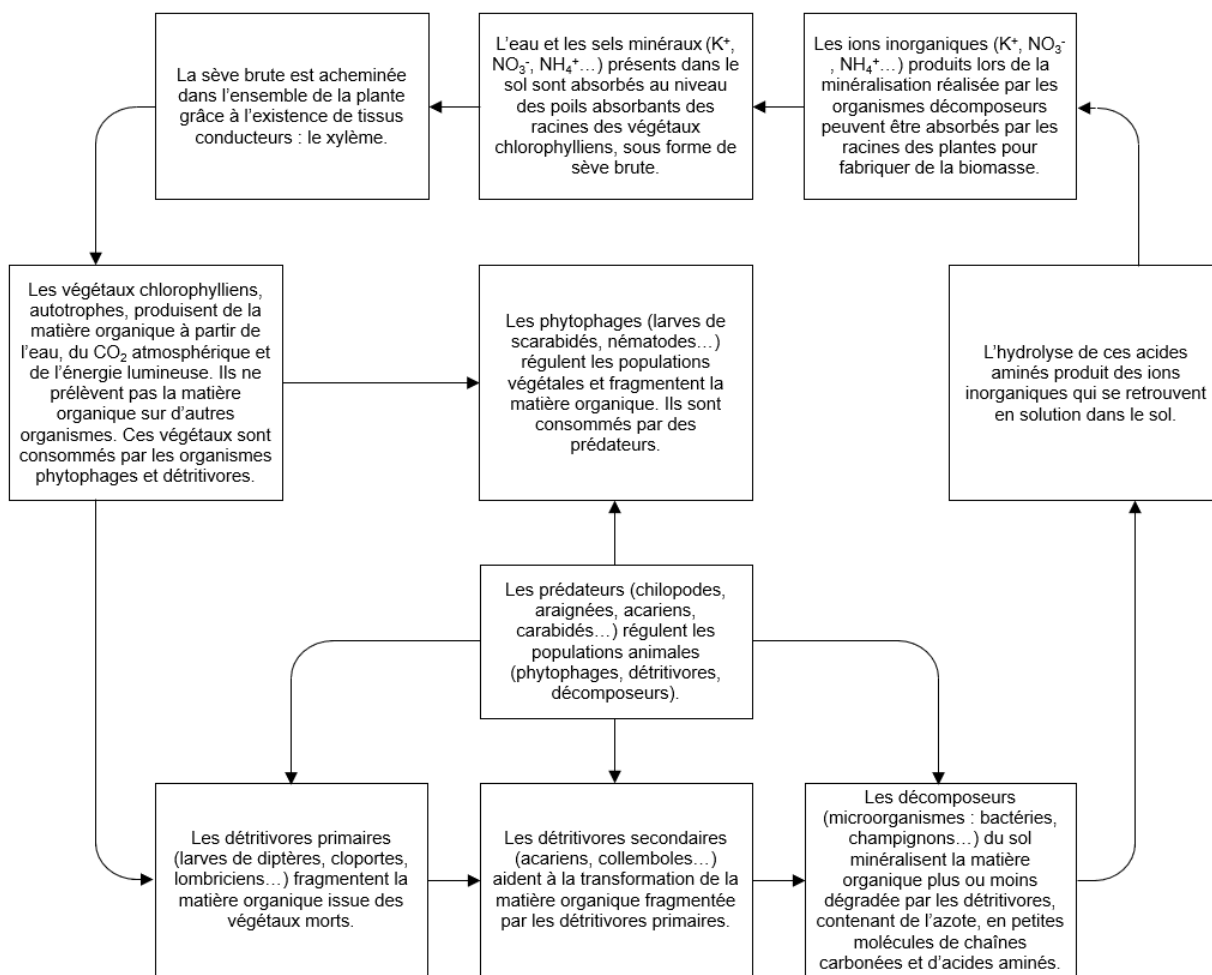 La sève brute est acheminée
dans l’ensemble de la plante
grâce à l’existence de tissus
conducteurs : le xylème.
L’eau et les sels minéraux (K⁺,
NO₃⁻, NH₄⁺…) présents dans le
sol sont absorbés au niveau
des poils absorbants des
racines des végétaux
chlorophylliens, sous forme de
sève brute.
Les ions inorganiques (K⁺, NO₃⁻
, NH₄⁺…) produits lors de la
minéralisation réalisée par les
organismes décomposeurs
peuvent être absorbés par les
racines des plantes pour
fabriquer de la biomasse.
Les végétaux chlorophylliens,
autotrophes, produisent de la
matière organique à partir de
l’eau, du CO₂ atmosphérique et
de l’énergie lumineuse. Ils ne
prélèvent pas la matière
organique sur d’autres
organismes. Ces végétaux sont
consommés par les organismes
phytophages et détritivores.
Les phytophages (larves de
scarabidés, nématodes…)
régulent les populations
végétales et fragmentent la
matière organique. Ils sont
consommés par des
prédateurs.
L’hydrolyse de ces acides
aminés produit des ions
inorganiques qui se retrouvent
en solution dans le sol.
Les prédateurs (chilopodes,
araignées, acariens,
carabidés…) régulent les
populations animales
(phytophages, détritivores,
décomposeurs).
Les détritivores primaires
(larves de diptères, cloportes,
lombriciens…) fragmentent la
matière organique issue des
végétaux morts.
Les détritivores secondaires
(acariens, collemboles…)
aident à la transformation de la
matière organique fragmentée
par les détritivores primaires.
Les décomposeurs
(microorganismes : bactéries,
champignons…) du sol
minéralisent la matière
organique plus ou moins
dégradée par les détritivores,
contenant de l’azote, en petites
molécules de chaînes
carbonées et d’acides aminés.